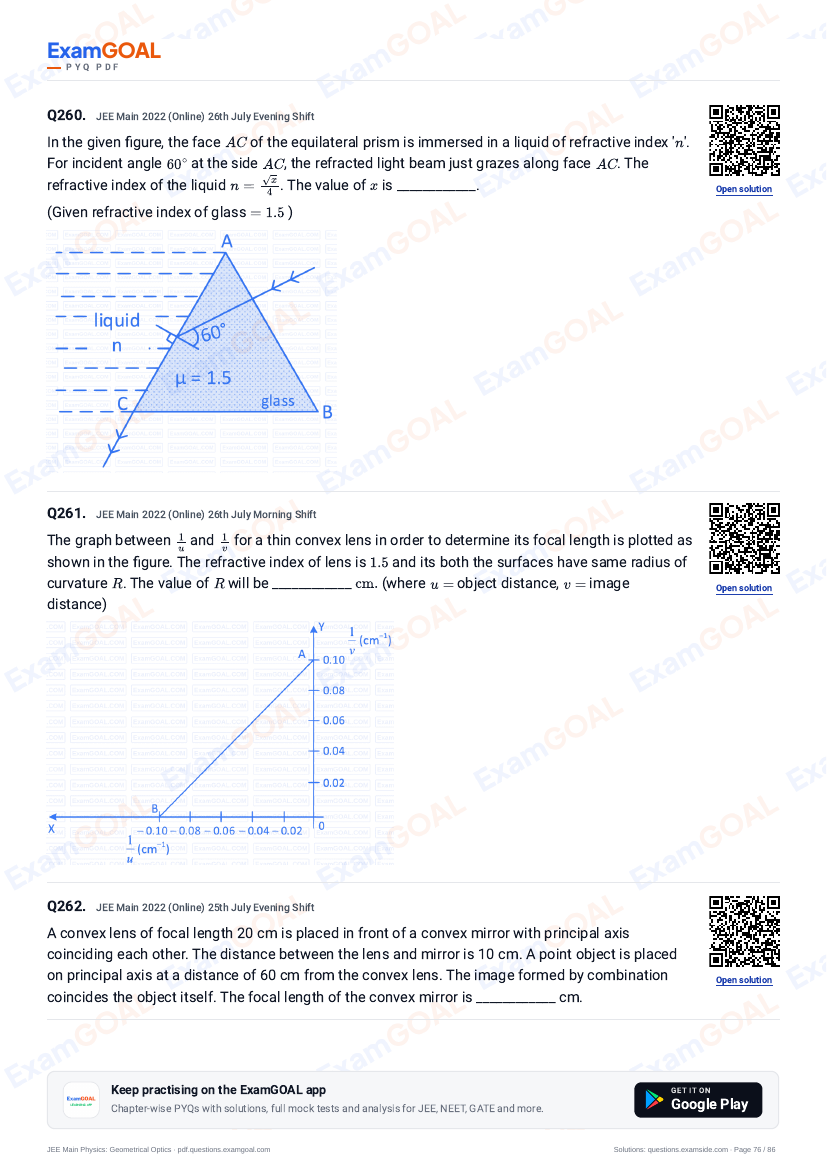 ExamGOAL
PYQ PDF
Q260. JEE Main 2022 (Online) 26th July Evening Shift
In the given figure, the face AC of the equilateral prism is immersed in a liquid of refractive index 'n'.
For incident angle 60° at the side AC, the refracted light beam just grazes along face AC. The
refractive index of the liquid n = √x/4. The value of x is ____________.
(Given refractive index of glass = 1.5 )
Open solution
A
liquid
n
60°
μ = 1.5
C
glass
B
Q261. JEE Main 2022 (Online) 26th July Morning Shift
The graph between 1/u and 1/v for a thin convex lens in order to determine its focal length is plotted as
shown in the figure. The refractive index of lens is 1.5 and its both the surfaces have same radius of
curvature R. The value of R will be ____________ cm. (where u = object distance, v = image
distance)
Open solution
Y
1/v (cm⁻¹)
A
0.10
0.08
0.06
0.04
0.02
B
X
−0.10 −0.08 −0.06 −0.04 −0.02 0
1/u (cm⁻¹)
Q262. JEE Main 2022 (Online) 25th July Evening Shift
A convex lens of focal length 20 cm is placed in front of a convex mirror with principal axis
coinciding each other. The distance between the lens and mirror is 10 cm. A point object is placed
on principal axis at a distance of 60 cm from the convex lens. The image formed by combination
coincides the object itself. The focal length of the convex mirror is ____________ cm.
Open solution
ExamGOAL
Keep practising on the ExamGOAL app
Chapter-wise PYQs with solutions, full mock tests and analysis for JEE, NEET, GATE and more.
GET IT ON
Google Play
JEE Main Physics: Geometrical Optics · pdf.questions.examgoal.com
Solutions: questions.examside.com · Page 76 / 86